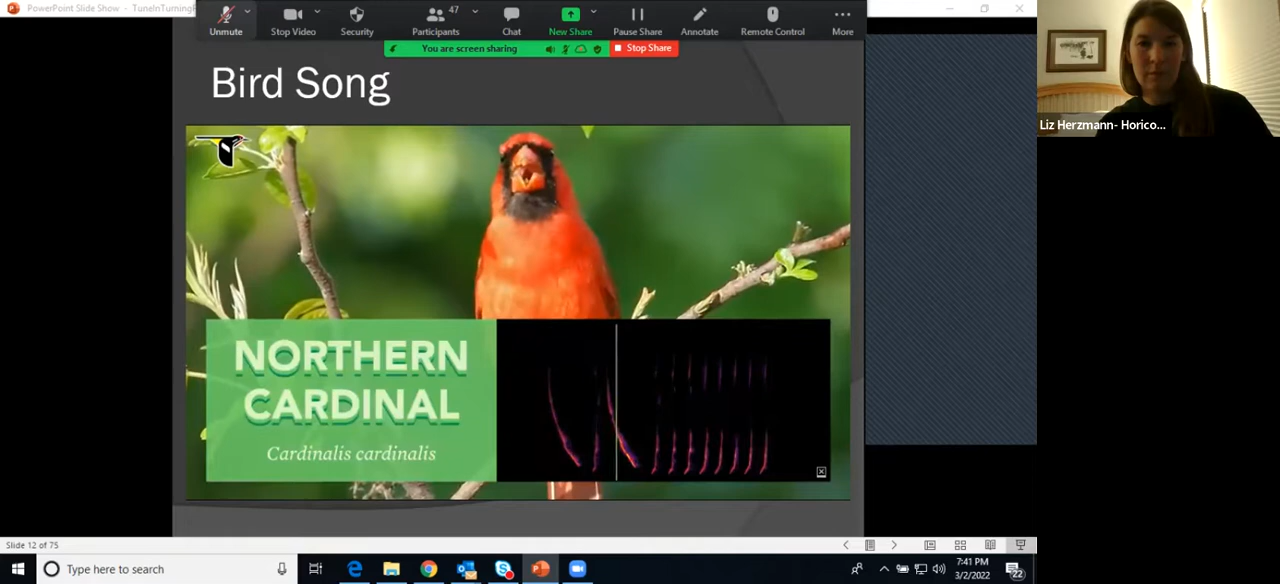 PowerPoint Slide Show - TuneInTurning
Unmute
Stop Video
Security
47
Participants
Chat
New Share
Pause Share
Annotate
Remote Control
More
You are screen sharing
Stop Share
Bird Song
Liz Herzmann- Horico...
NORTHERN
CARDINAL
Cardinalis cardinalis
Slide 12 of 75
Type here to search
7:41 PM
3/2/2022
22